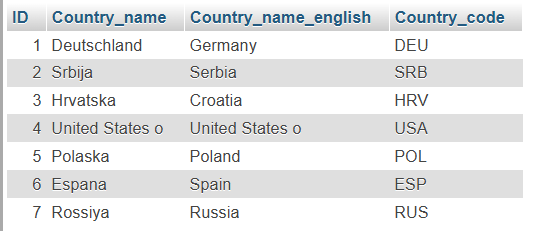 ID Country_name Country_name_english Country_code
1 Deutschland Germany DEU
2 Srbija Serbia SRB
3 Hrvatska Croatia HRV
4 United States o United States o USA
5 Polaska Poland POL
6 Espana Spain ESP
7 Rossiya Russia RUS